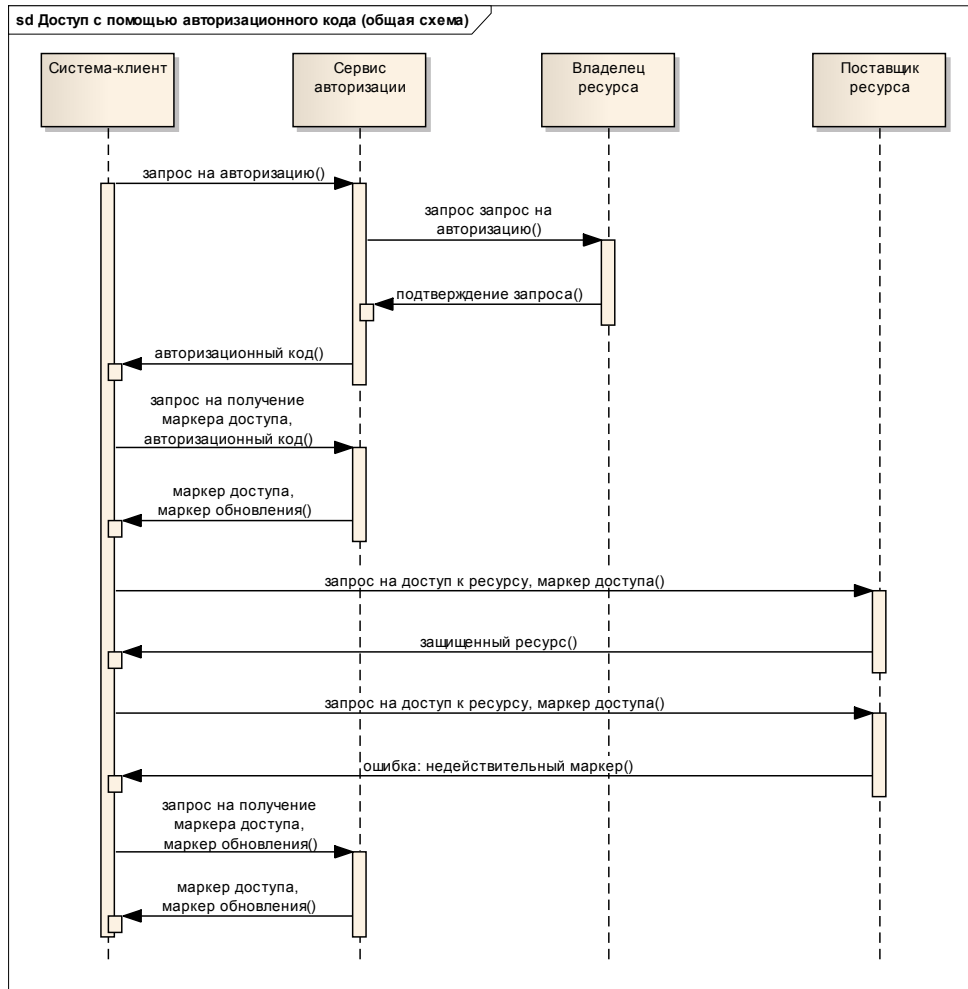 sd Доступ с помощью авторизационного кода (общая схема)
Система-клиент
Сервис
авторизации
Владелец
ресурса
Поставщик
ресурса
запрос на авторизацию()
запрос запрос на
авторизацию()
подтверждение запроса()
авторизационный код()
запрос на получение
маркера доступа,
авторизационный код()
маркер доступа,
маркер обновления()
запрос на доступ к ресурсу, маркер доступа()
защищенный ресурс()
запрос на доступ к ресурсу, маркер доступа()
ошибка: недействительный маркер()
запрос на получение
маркера доступа,
маркер обновления()
маркер доступа,
маркер обновления()